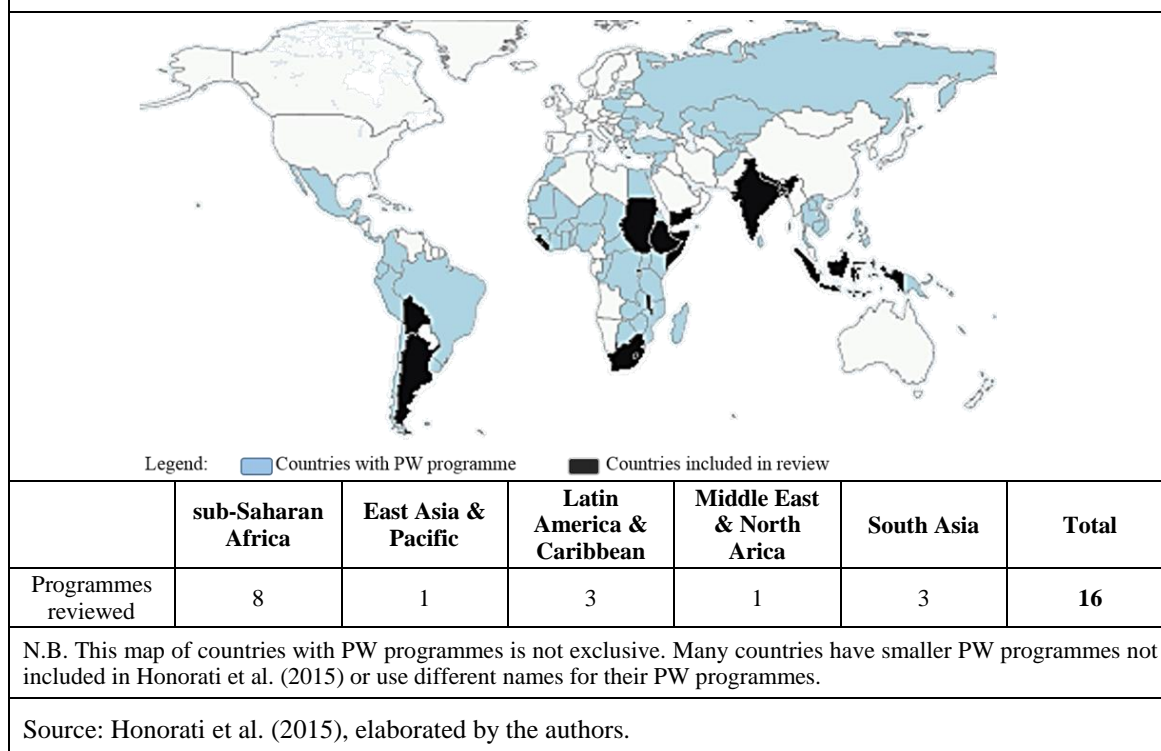 Legend: Countries with PW programme Countries included in review
sub-Saharan Africa
East Asia & Pacific
Latin America & Caribbean
Middle East & North Arica
South Asia
Total
Programmes reviewed
8
1
3
1
3
16
N.B. This map of countries with PW programmes is not exclusive. Many countries have smaller PW programmes not
included in Honorati et al. (2015) or use different names for their PW programmes.
Source: Honorati et al. (2015), elaborated by the authors.